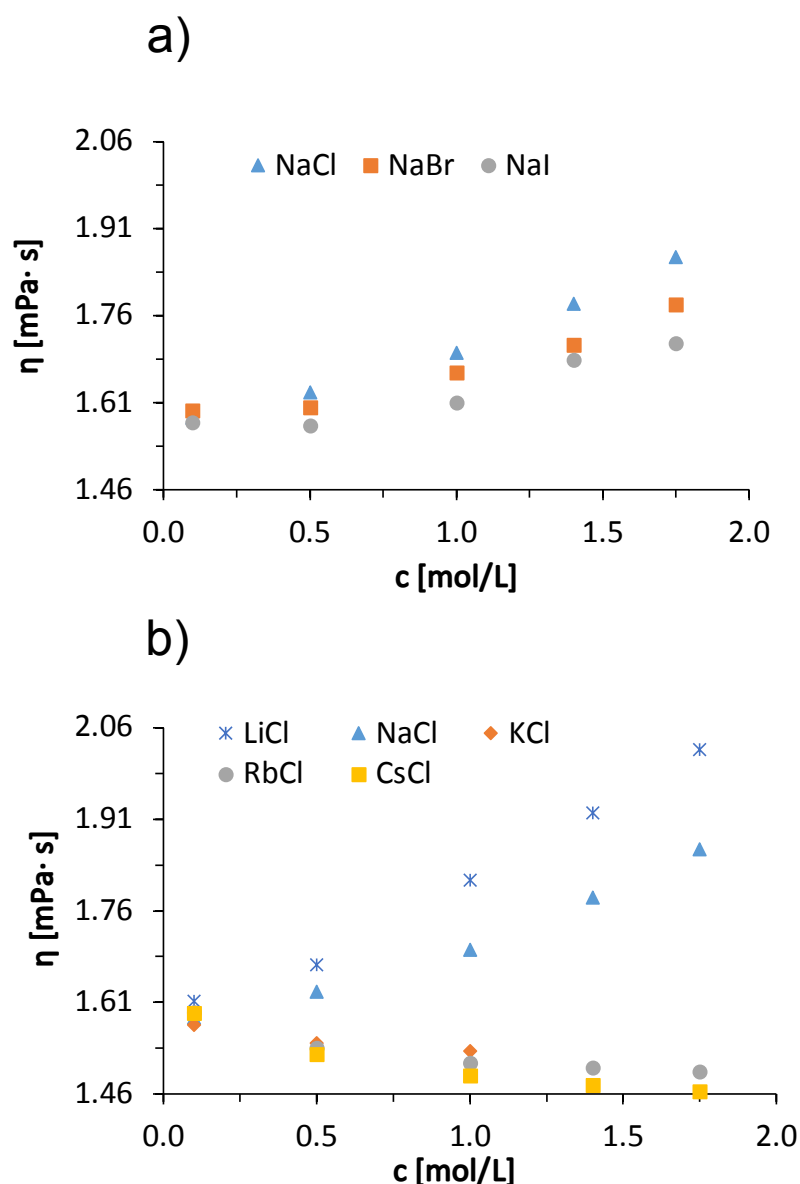 a)
2.06
NaCl NaBr NaI
1.91
1.76
1.61
1.46
η [mPa· s]
0.0 0.5 1.0 1.5 2.0
c [mol/L]
b)
2.06
LiCl NaCl KCl
RbCl CsCl
1.91
1.76
1.61
1.46
η [mPa· s]
0.0 0.5 1.0 1.5 2.0
c [mol/L]